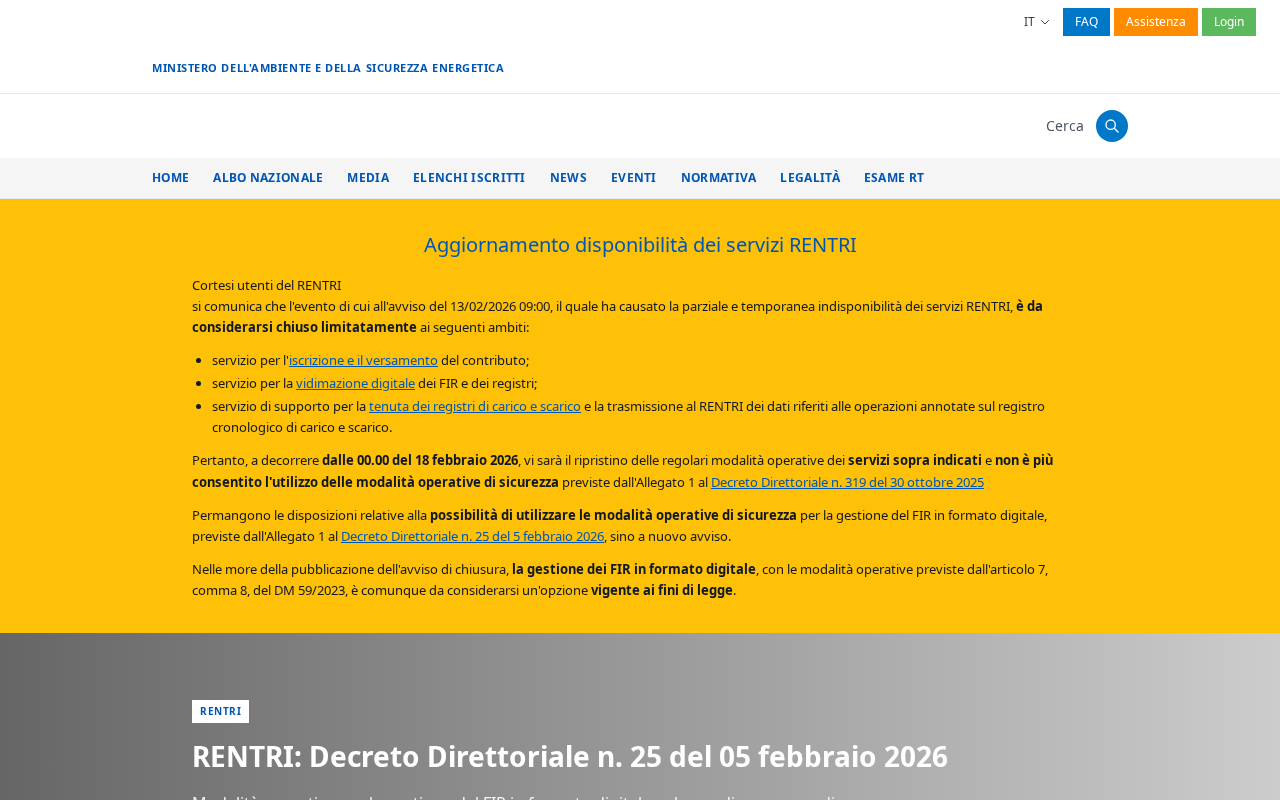 IT
FAQ
Assistenza
Login
MINISTERO DELL'AMBIENTE E DELLA SICUREZZA ENERGETICA
Cerca
HOME ALBO NAZIONALE MEDIA ELENCHI ISCRITTI NEWS EVENTI NORMATIVA LEGALITÀ ESAME RT
Aggiornamento disponibilità dei servizi RENTRI
Cortesi utenti del RENTRI
si comunica che l'evento di cui all'avviso del 13/02/2026 09:00, il quale ha causato la parziale e temporanea indisponibilità dei servizi RENTRI, è da
considerarsi chiuso limitatamente ai seguenti ambiti:
servizio per l'iscrizione e il versamento del contributo;
servizio per la vidimazione digitale dei FIR e dei registri;
servizio di supporto per la tenuta dei registri di carico e scarico e la trasmissione al RENTRI dei dati riferiti alle operazioni annotate sul registro
cronologico di carico e scarico.
Pertanto, a decorrere dalle 00.00 del 18 febbraio 2026, vi sarà il ripristino delle regolari modalità operative dei servizi sopra indicati e non è più
consentito l'utilizzo delle modalità operative di sicurezza previste dall'Allegato 1 al Decreto Direttoriale n. 319 del 30 ottobre 2025
Permangono le disposizioni relative alla possibilità di utilizzare le modalità operative di sicurezza per la gestione del FIR in formato digitale,
previste dall'Allegato 1 al Decreto Direttoriale n. 25 del 5 febbraio 2026, sino a nuovo avviso.
Nelle more della pubblicazione dell'avviso di chiusura, la gestione dei FIR in formato digitale, con le modalità operative previste dall'articolo 7,
comma 8, del DM 59/2023, è comunque da considerarsi un'opzione vigente ai fini di legge.
RENTRI
RENTRI: Decreto Direttoriale n. 25 del 05 febbraio 2026